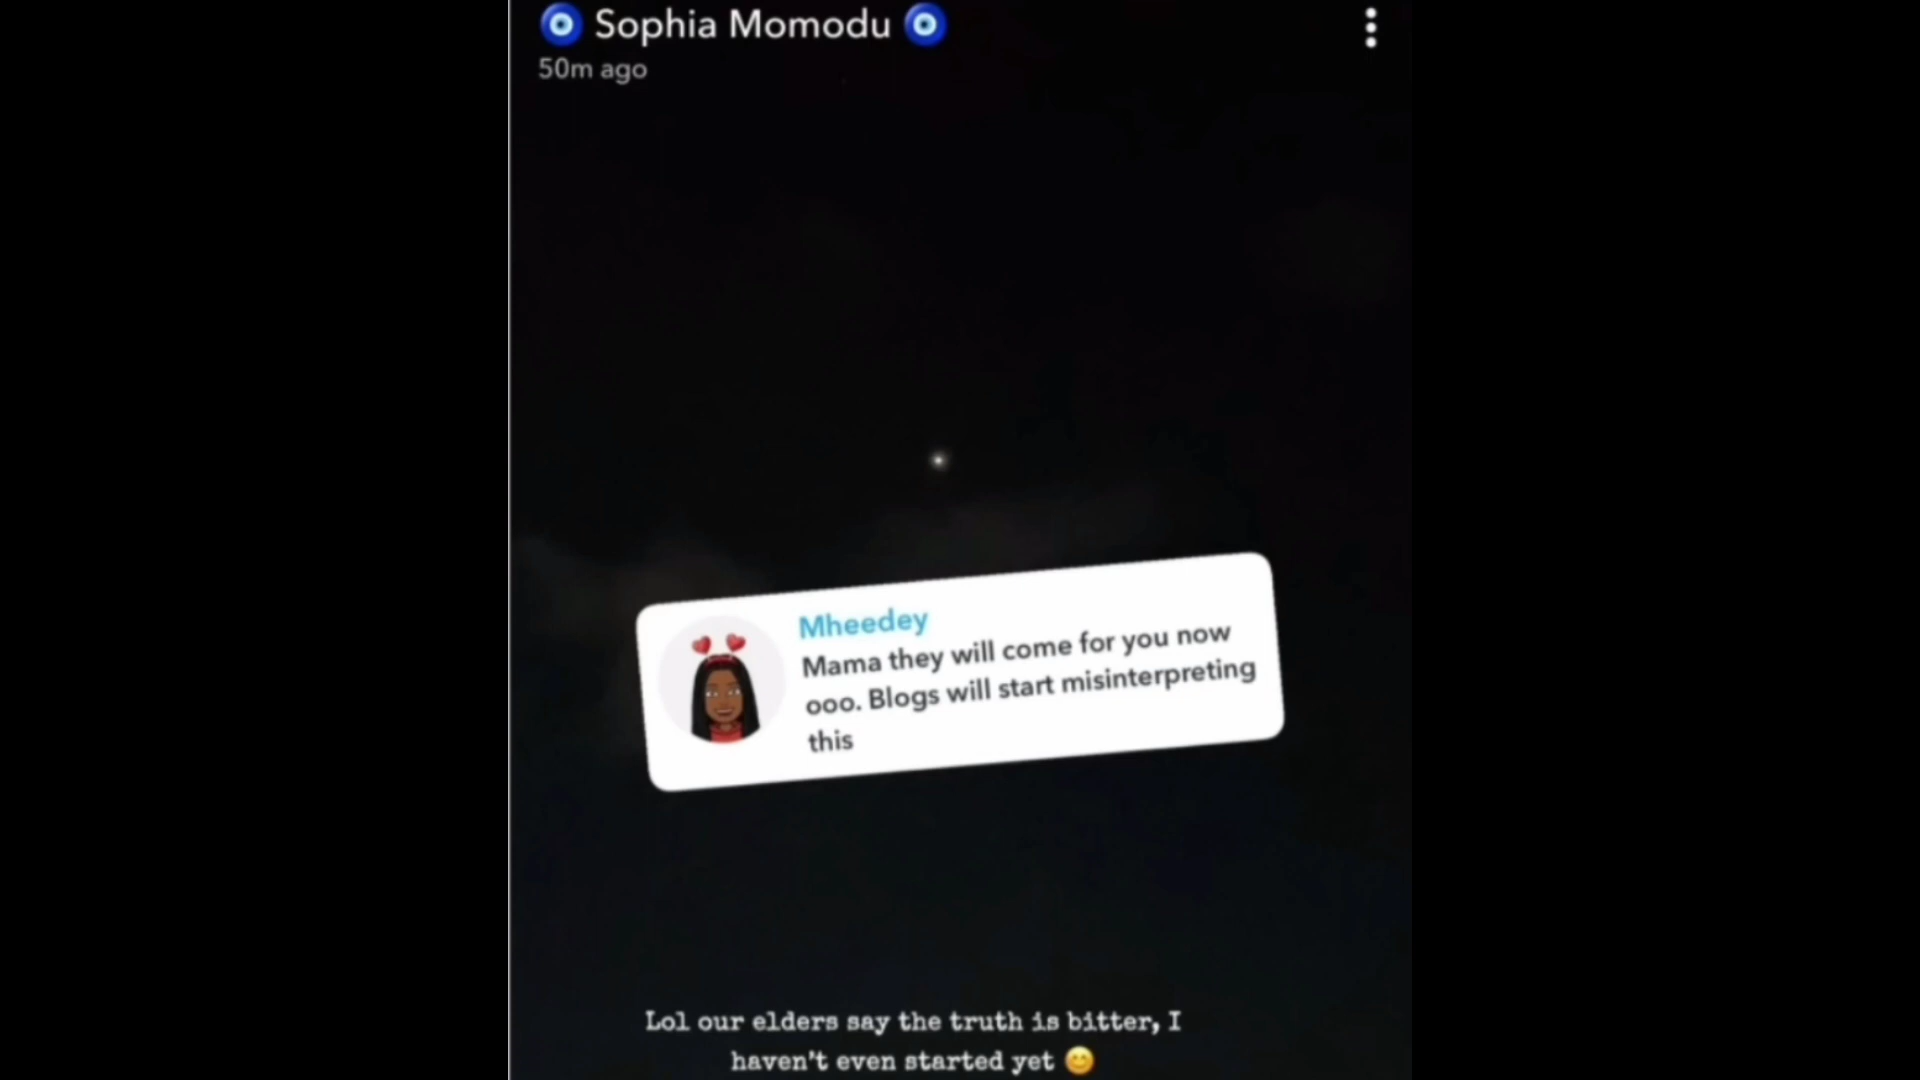 🧿 Sophia Momodu 🧿
50m ago
Mheedey
Mama they will come for you now
ooo. Blogs will start misinterpreting
this
Lol our elders say the truth is bitter, I
haven't even started yet 😊